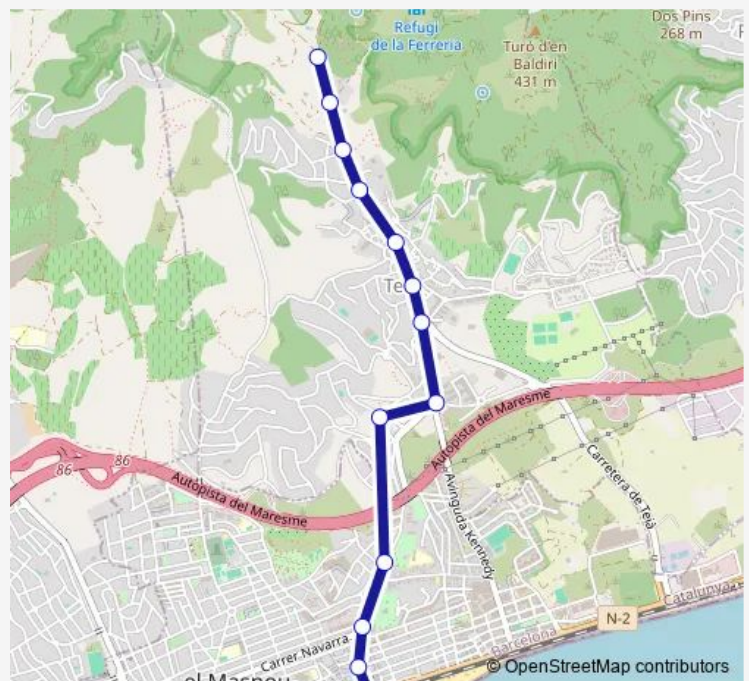 Refugi
de la Ferreria
Turó d'en
Baldiri
431 m
Dos Pins
268 m
Te
86
86
Autopista del Maresme
Autopista del Maresme
Avinguda Kennedy
Carretera de Teià
N-2
Catalunya
Barcelona
Carrer Navarra
el Masnou
© OpenStreetMap contributors